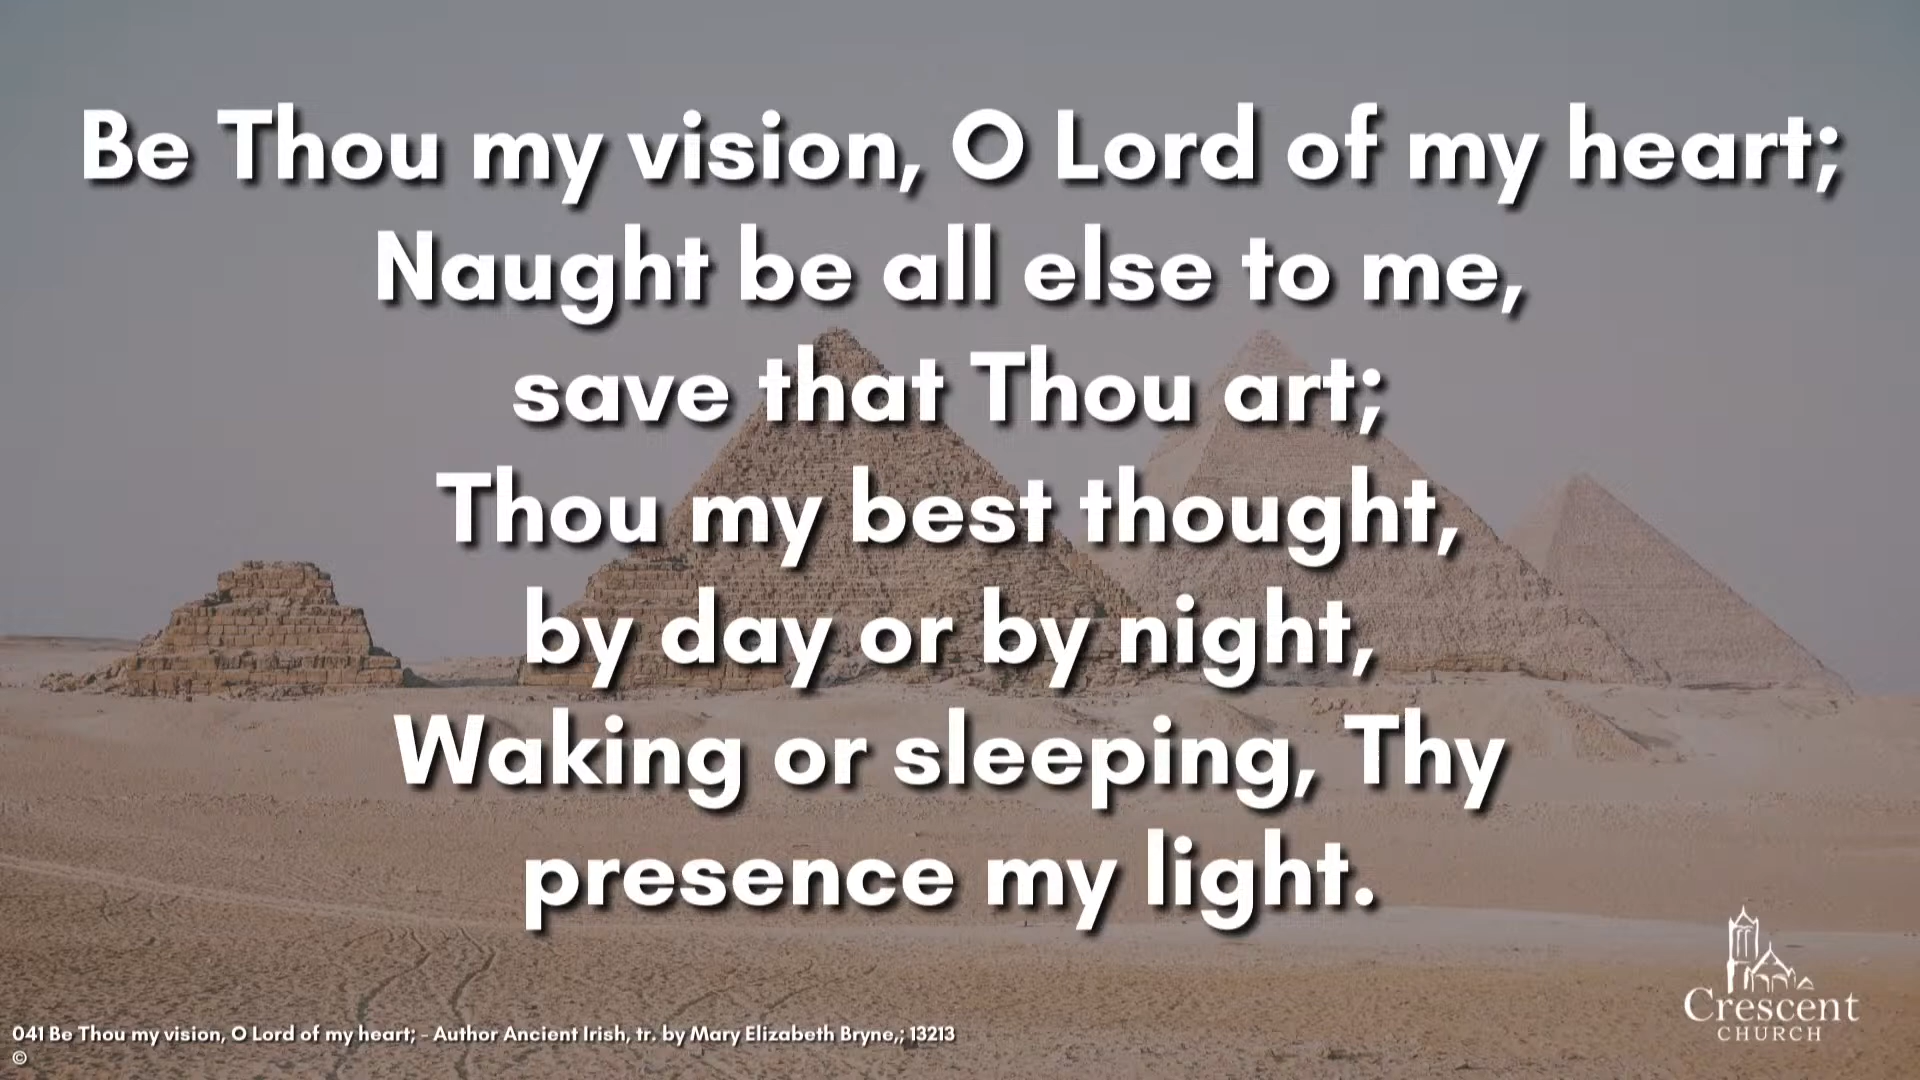 Be Thou my vision, O Lord of my heart;
Naught be all else to me,
save that Thou art;
Thou my best thought,
by day or by night,
Waking or sleeping, Thy
presence my light.
Crescent
CHURCH
041 Be Thou my vision, O Lord of my heart; - Author Ancient Irish, tr. by Mary Elizabeth Bryne,; 13213
©